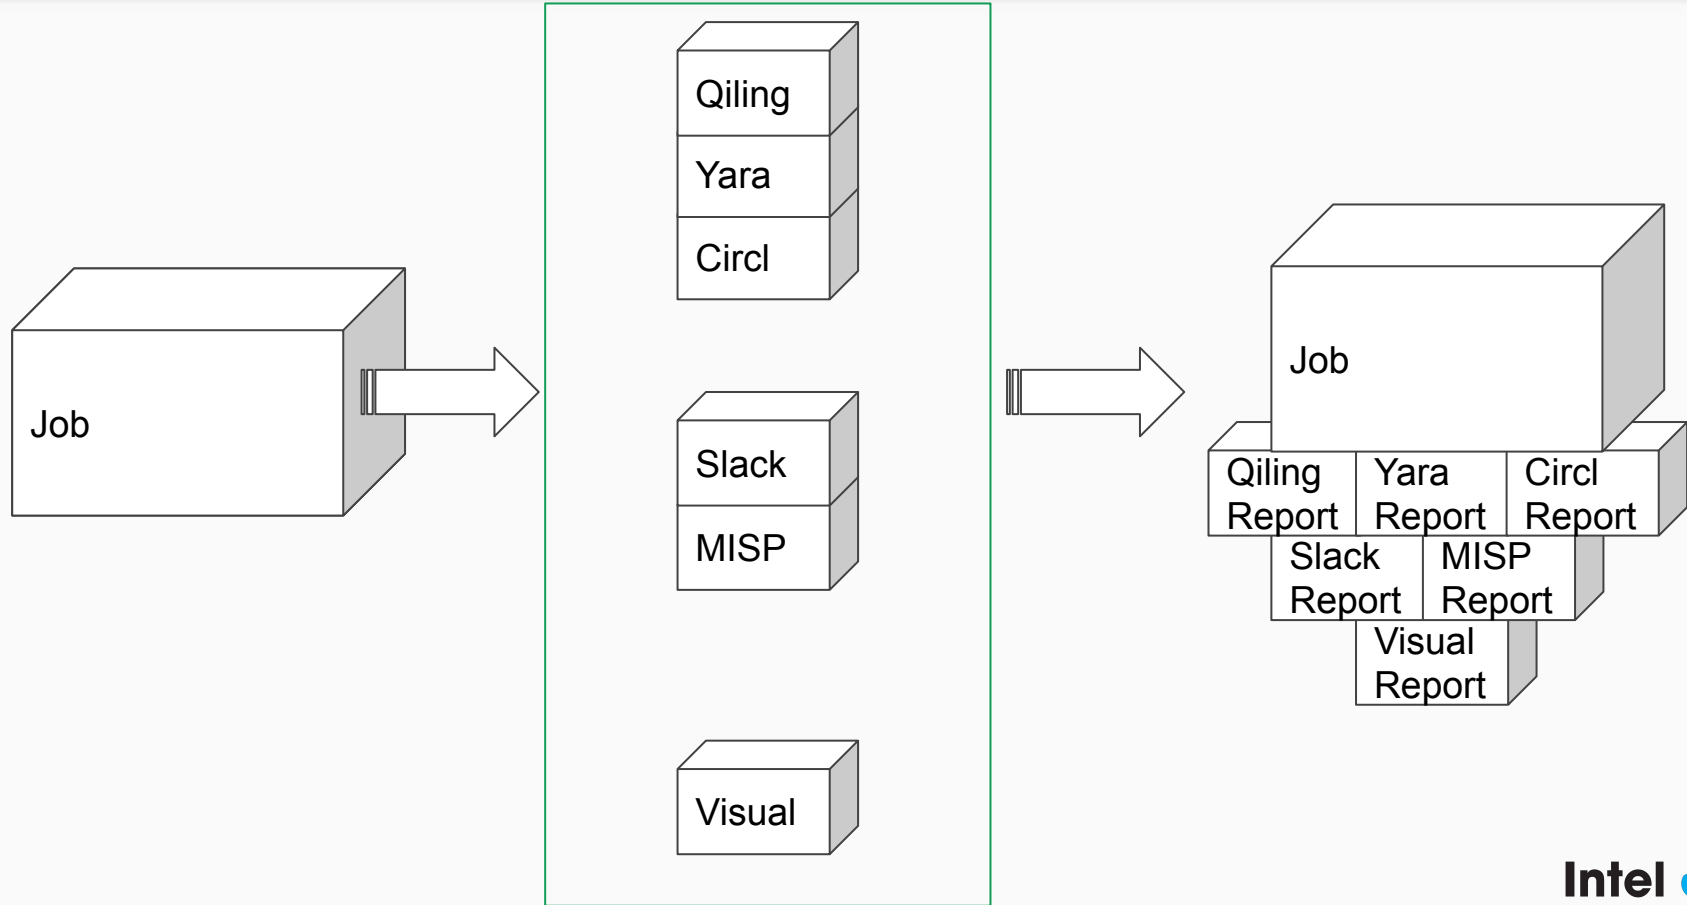 Job
Qiling
Yara
Circl
Slack
MISP
Visual
Job
Qiling
Report
Yara
Report
Circl
Report
Slack
Report
MISP
Report
Visual
Report
Intel